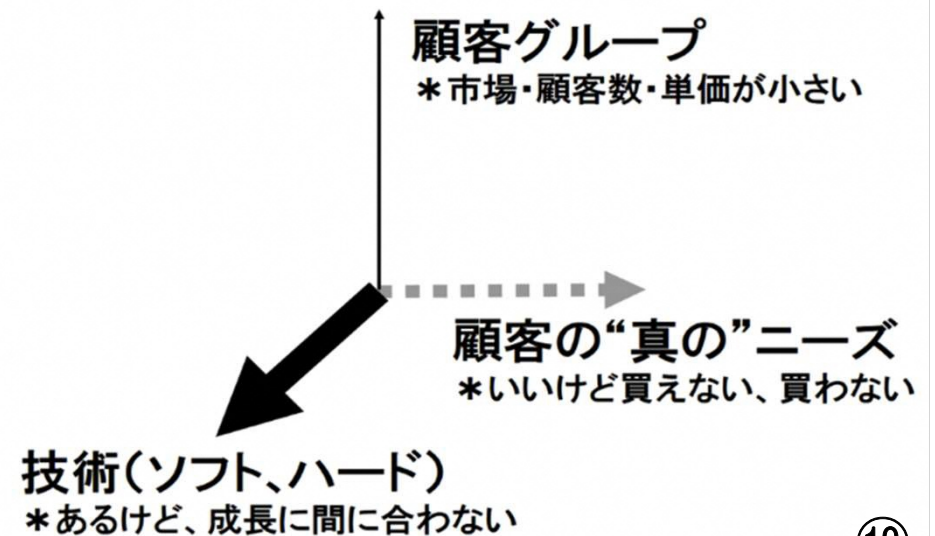 顧客グループ
＊市場・顧客数・単価が小さい
顧客の“真の”ニーズ
＊いいけど買えない、買わない
技術（ソフト、ハード）
＊あるけど、成長に間に合わない